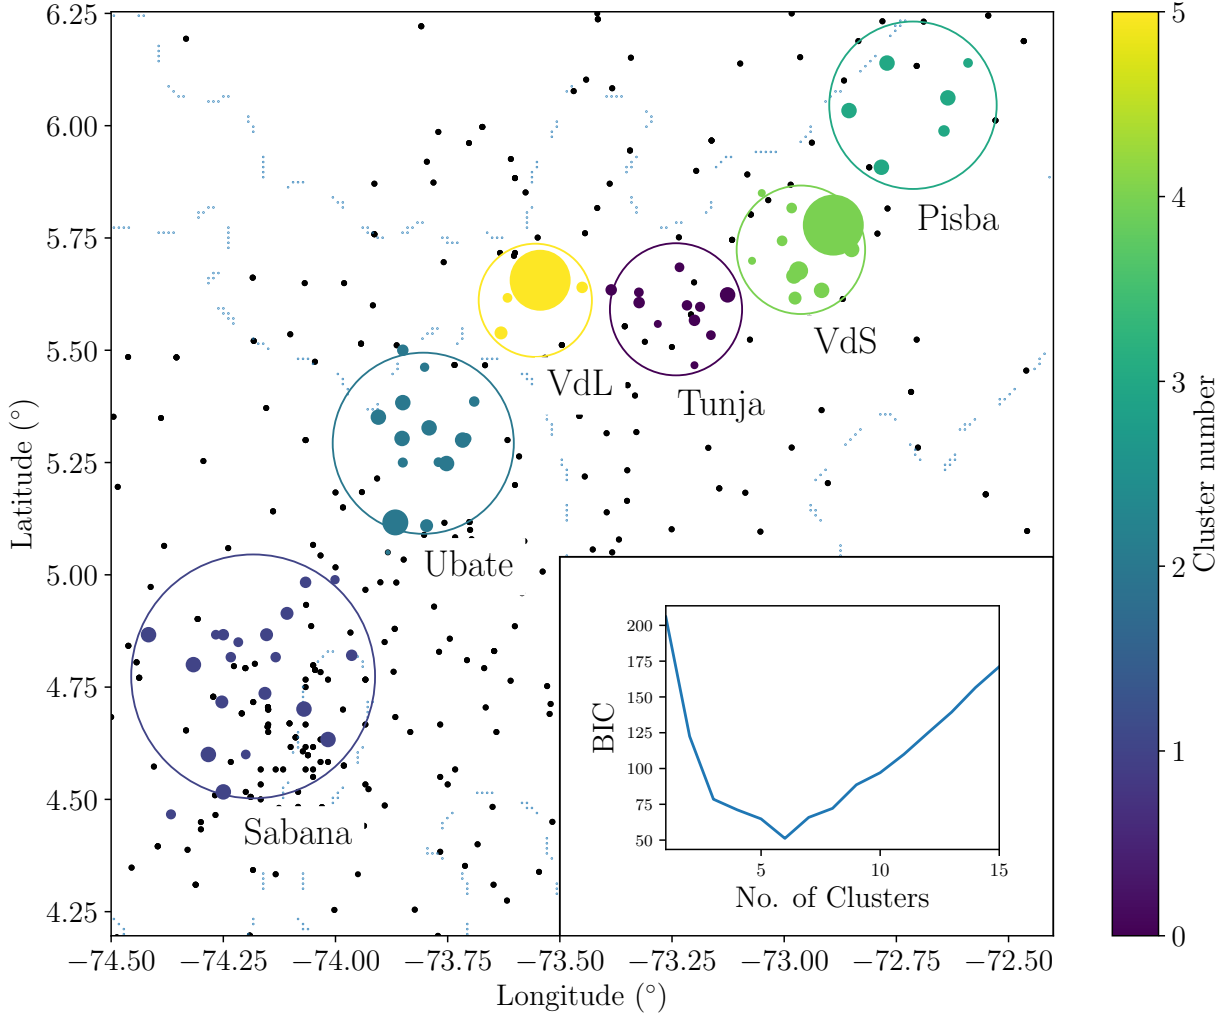 6.25
6.00
5.75
5.50
5.25
5.00
4.75
4.50
4.25
Latitude (°)
−74.50 −74.25 −74.00 −73.75 −73.50 −73.25 −73.00 −72.75 −72.50
Longitude (°)
Pisba
VdS
VdL
Tunja
Ubate
Sabana
200
175
150
125
100
75
50
BIC
5 10 15
No. of Clusters
5
4
3
2
1
0
Cluster number